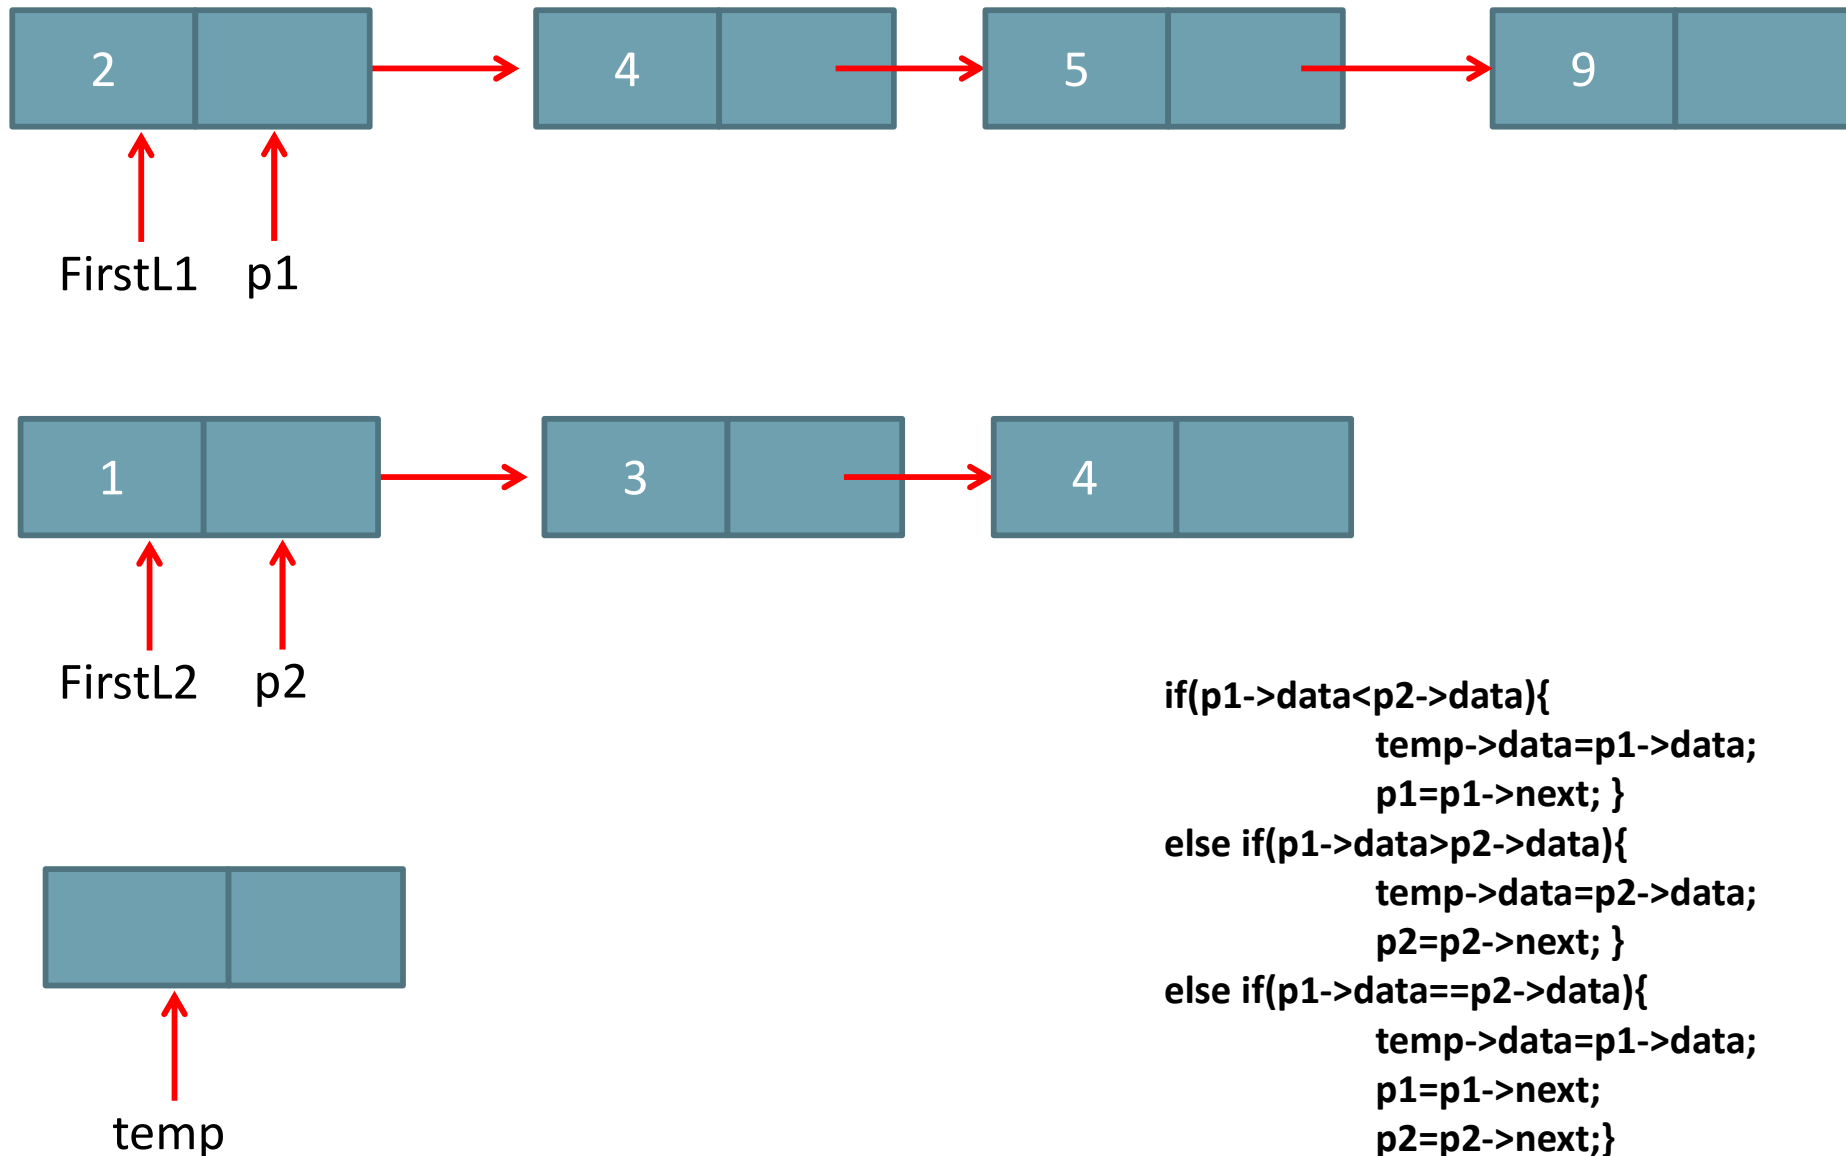 2 4 5 9
FirstL1 p1
1 3 4
FirstL2 p2
temp
if(p1->data<p2->data){
temp->data=p1->data;
p1=p1->next; }
else if(p1->data>p2->data){
temp->data=p2->data;
p2=p2->next; }
else if(p1->data==p2->data){
temp->data=p1->data;
p1=p1->next;
p2=p2->next;}